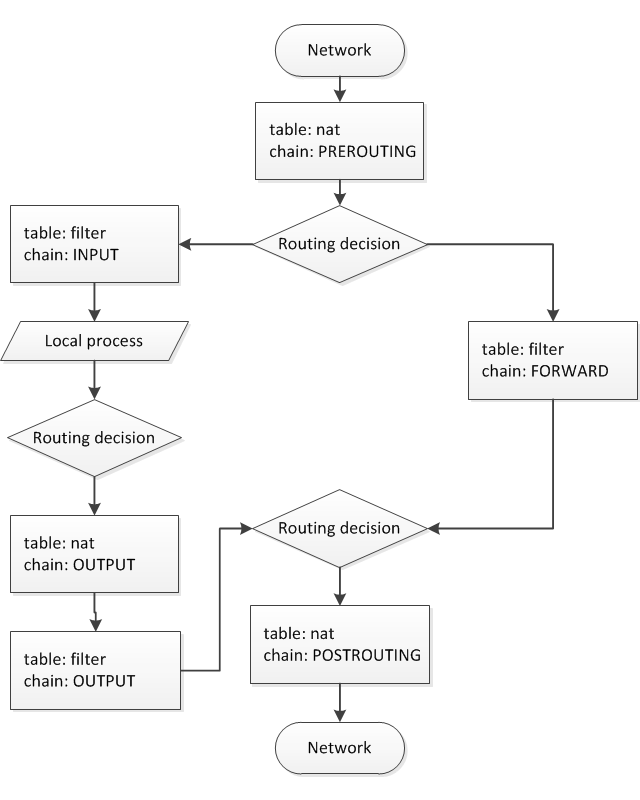 Network
table: nat
chain: PREROUTING
Routing decision
table: filter
chain: INPUT
Local process
table: filter
chain: FORWARD
Routing decision
table: nat
chain: OUTPUT
Routing decision
table: filter
chain: OUTPUT
table: nat
chain: POSTROUTING
Network